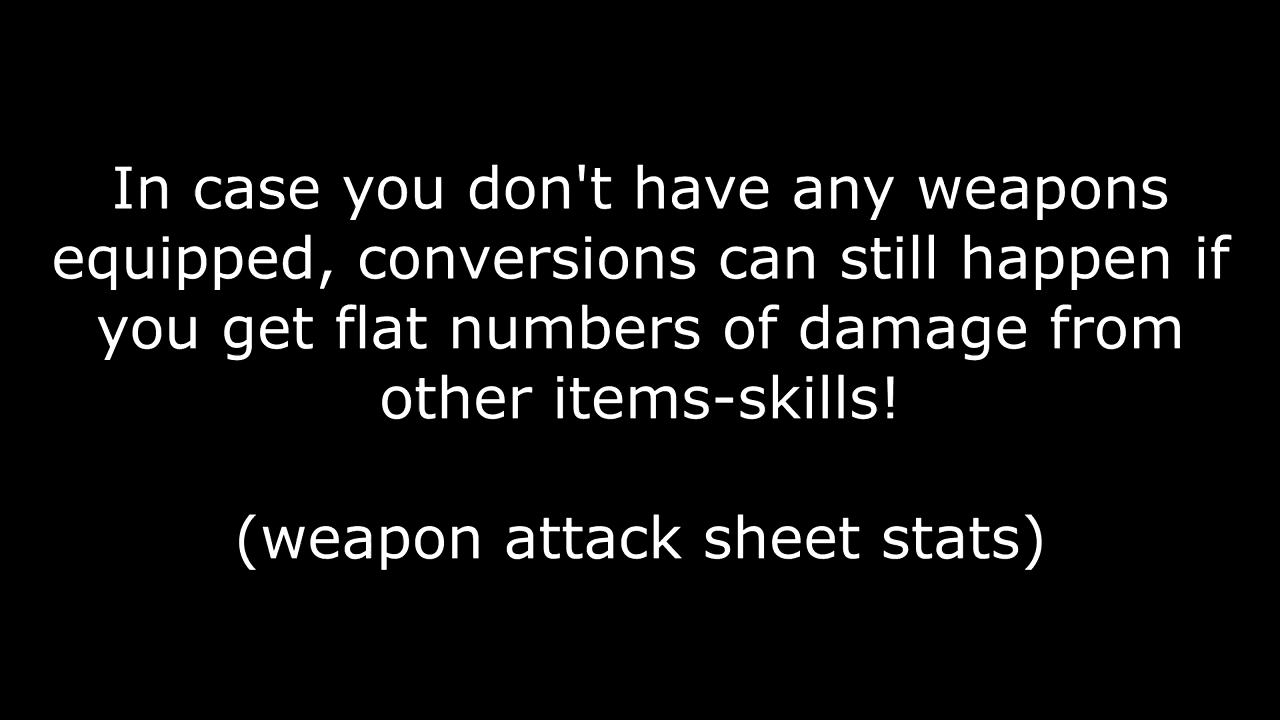 In case you don't have any weapons
equipped, conversions can still happen if
you get flat numbers of damage from
other items-skills!
(weapon attack sheet stats)